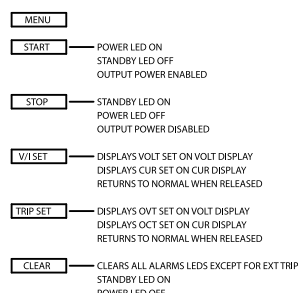 MENU
START
POWER LED ON
STANDBY LED OFF
OUTPUT POWER ENABLED
STOP
STANDBY LED ON
POWER LED OFF
OUTPUT POWER DISABLED
V/I SET
DISPLAYS VOLT SET ON VOLT DISPLAY
DISPLAYS CUR SET ON CUR DISPLAY
RETURNS TO NORMAL WHEN RELEASED
TRIP SET
DISPLAYS OVT SET ON VOLT DISPLAY
DISPLAYS OCT SET ON CUR DISPLAY
RETURNS TO NORMAL WHEN RELEASED
CLEAR
CLEARS ALL ALARMS LEDS EXCEPT FOR EXT TRIP
STANDBY LED ON
POWER LED OFF